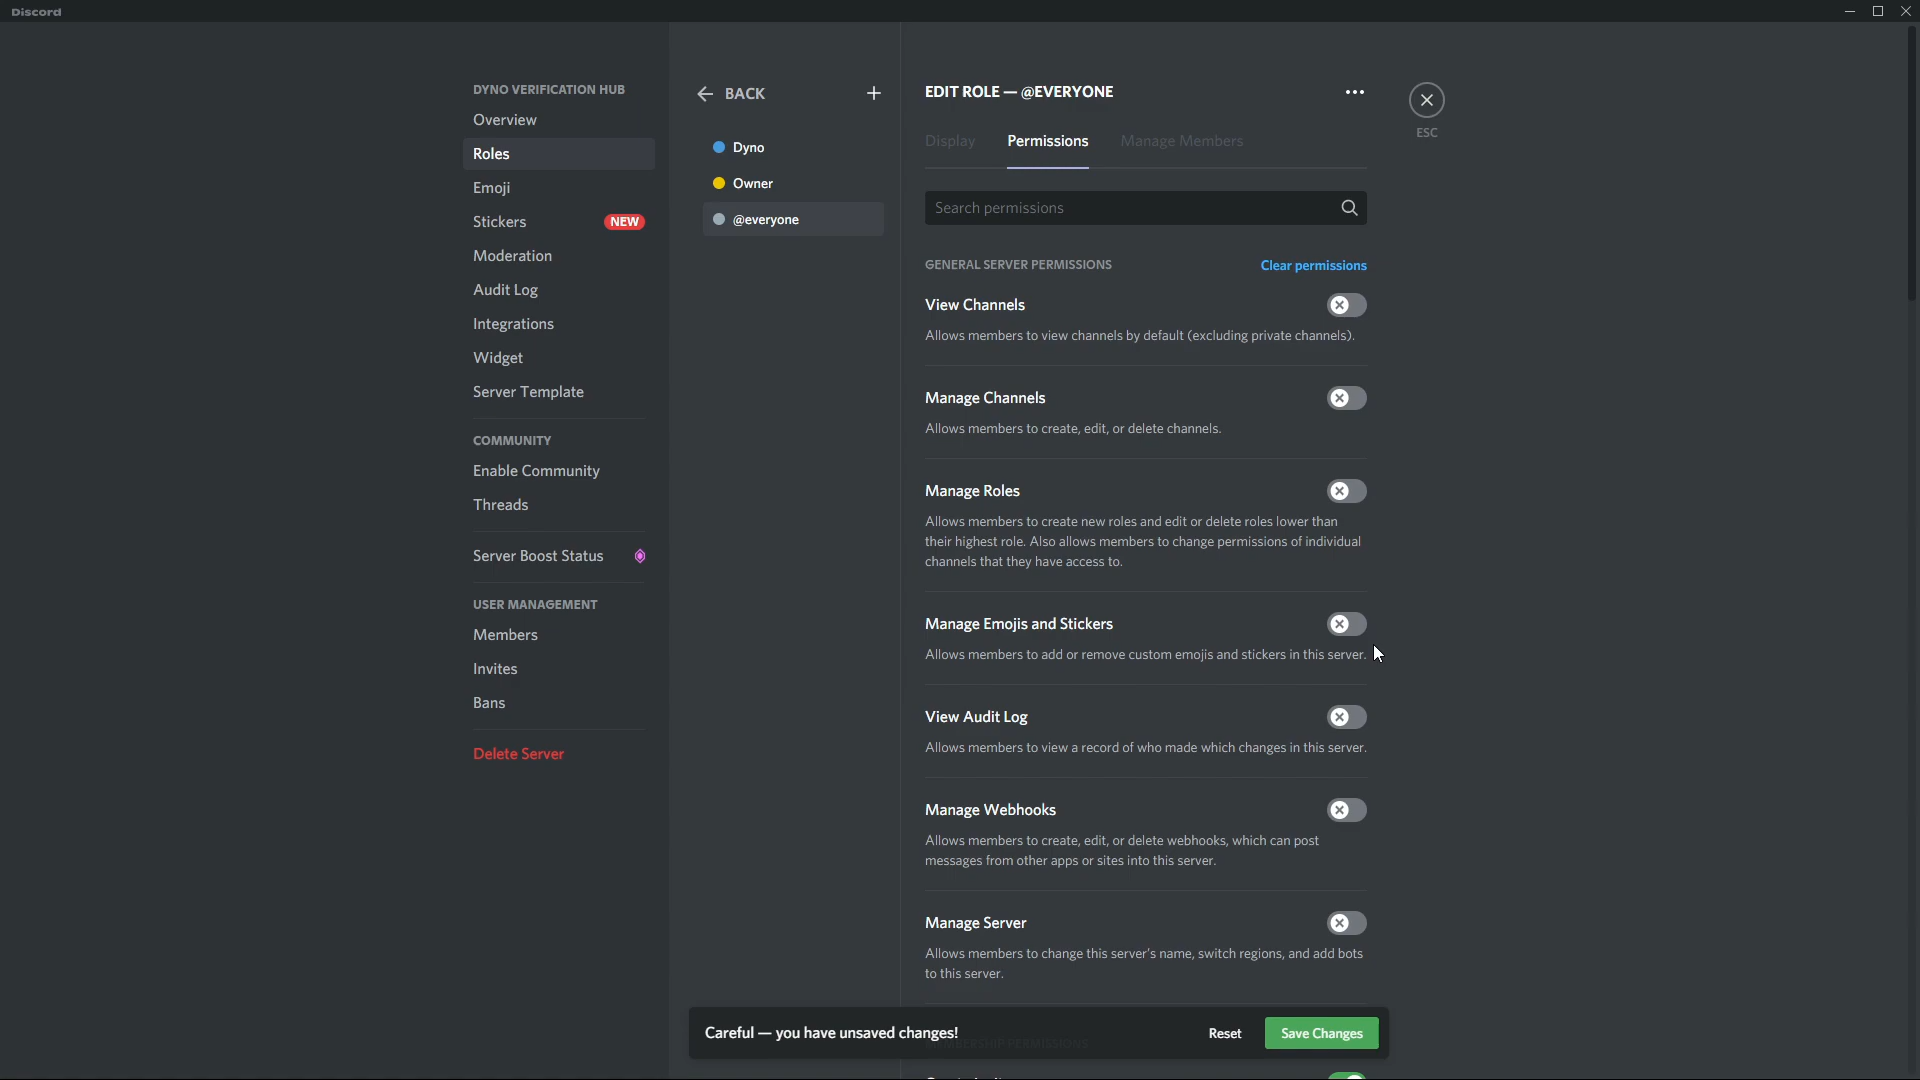 Discord
DYNO VERIFICATION HUB
Overview
Roles
Emoji
Stickers
NEW
Moderation
Audit Log
Integrations
Widget
Server Template
COMMUNITY
Enable Community
Threads
Server Boost Status
USER MANAGEMENT
Members
Invites
Bans
Delete Server
BACK
Dyno
Owner
@everyone
EDIT ROLE — @EVERYONE
ESC
Display
Permissions
Manage Members
Search permissions
GENERAL SERVER PERMISSIONS
Clear permissions
View Channels
Allows members to view channels by default (excluding private channels).
Manage Channels
Allows members to create, edit, or delete channels.
Manage Roles
Allows members to create new roles and edit or delete roles lower than
their highest role. Also allows members to change permissions of individual
channels that they have access to.
Manage Emojis and Stickers
Allows members to add or remove custom emojis and stickers in this server.
View Audit Log
Allows members to view a record of who made which changes in this server.
Manage Webhooks
Allows members to create, edit, or delete webhooks, which can post
messages from other apps or sites into this server.
Manage Server
Allows members to change this server's name, switch regions, and add bots
to this server.
Careful — you have unsaved changes!
Reset
Save Changes
PERMISSIONS